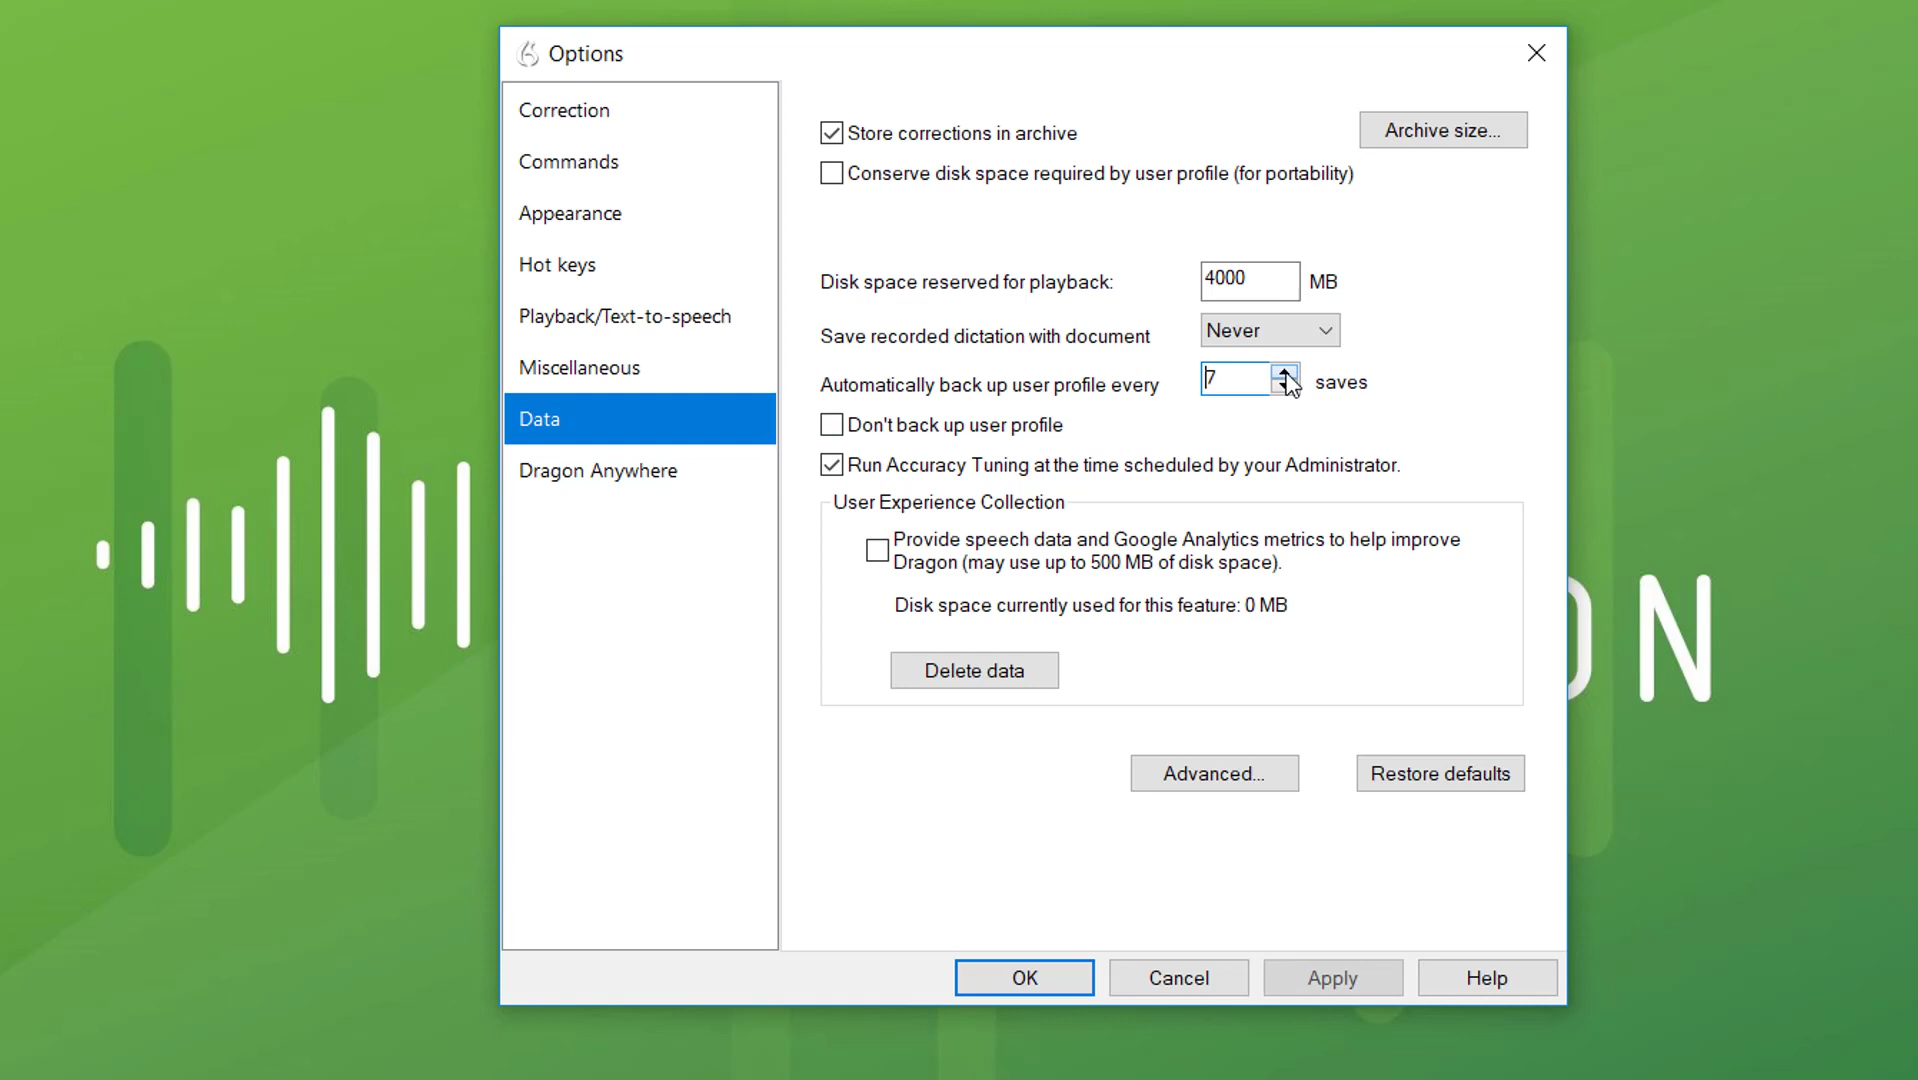 Options
Correction
Commands
Appearance
Hot keys
Playback/Text-to-speech
Miscellaneous
Data
Dragon Anywhere
Store corrections in archive
Archive size...
Conserve disk space required by user profile (for portability)
Disk space reserved for playback: 4000 MB
Save recorded dictation with document Never
Automatically back up user profile every 7 saves
Don't back up user profile
Run Accuracy Tuning at the time scheduled by your Administrator.
User Experience Collection
Provide speech data and Google Analytics metrics to help improve
Dragon (may use up to 500 MB of disk space).
Disk space currently used for this feature: 0 MB
Delete data
Advanced... Restore defaults
OK Cancel Apply Help
N